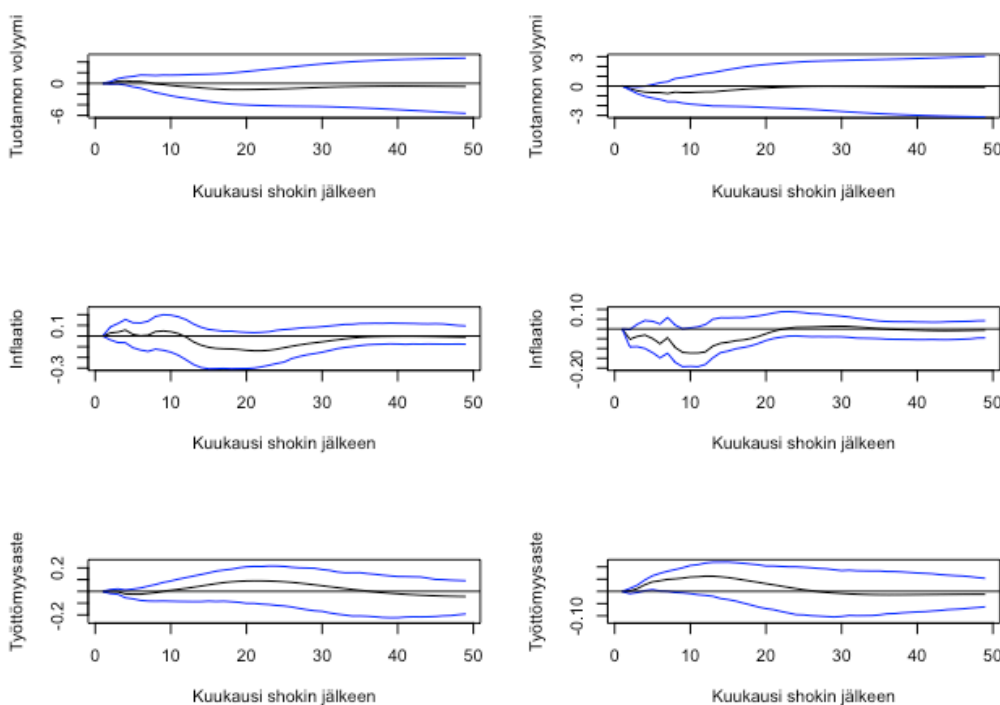 Tuotannon volyymi
0
-6
0 10 20 30 40 50
Kuukausi shokin jälkeen
Tuotannon volyymi
3
0
-3
0 10 20 30 40 50
Kuukausi shokin jälkeen
Inflaatio
0.1
-0.3
0 10 20 30 40 50
Kuukausi shokin jälkeen
Inflaatio
0.10
-0.20
0 10 20 30 40 50
Kuukausi shokin jälkeen
Työttömyysaste
0.2
-0.2
0 10 20 30 40 50
Kuukausi shokin jälkeen
Työttömyysaste
-0.10
0 10 20 30 40 50
Kuukausi shokin jälkeen